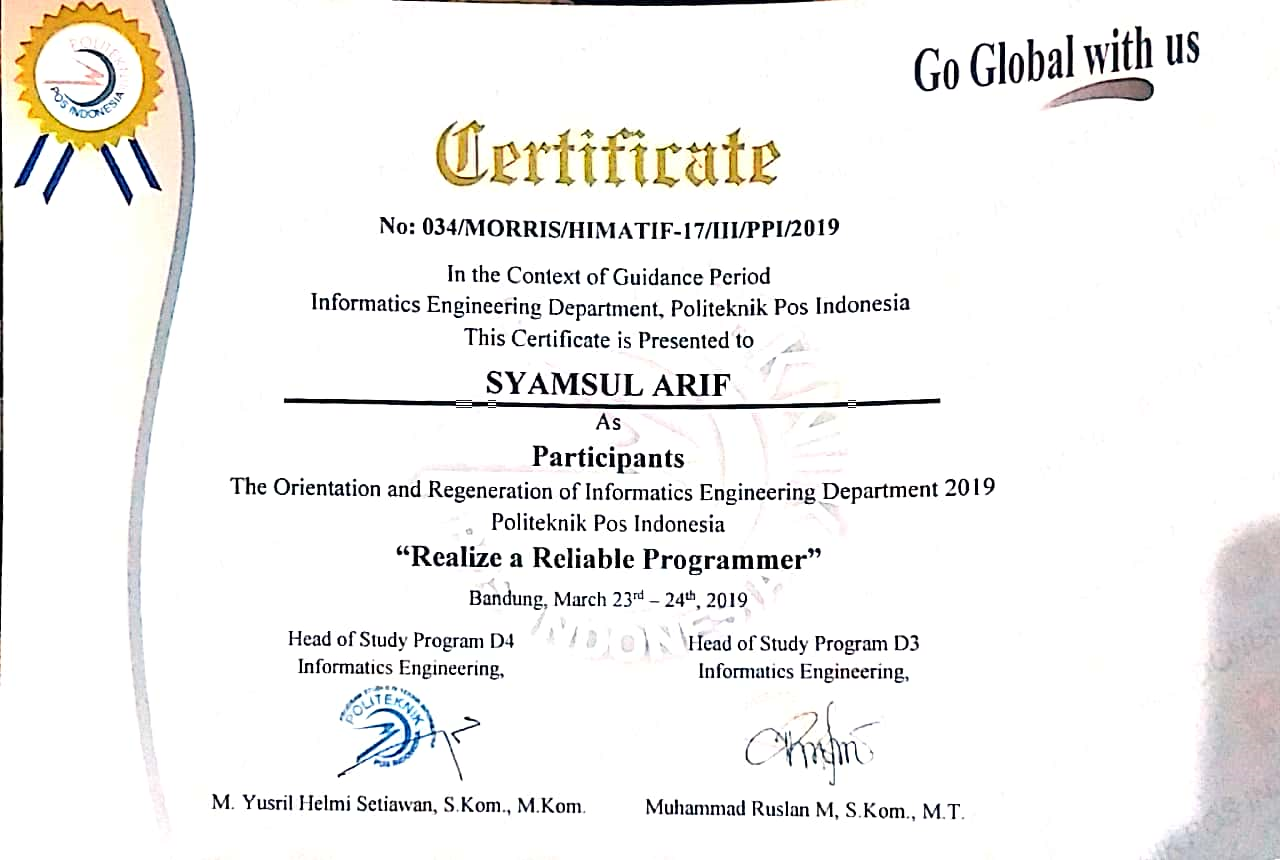 POLITEKNIK
POS INDONESIA
Go Global with us
Certificate
No: 034/MORRIS/HIMATIF-17/III/PPI/2019
In the Context of Guidance Period
Informatics Engineering Department, Politeknik Pos Indonesia
This Certificate is Presented to
SYAMSUL ARIF
As
Participants
The Orientation and Regeneration of Informatics Engineering Department 2019
Politeknik Pos Indonesia
“Realize a Reliable Programmer”
Bandung, March 23rd – 24th, 2019
Head of Study Program D4
Informatics Engineering,
Head of Study Program D3
Informatics Engineering,
POLITEKNIK
POS INDONESIA
M. Yusril Helmi Setiawan, S.Kom., M.Kom.
Muhammad Ruslan M, S.Kom., M.T.